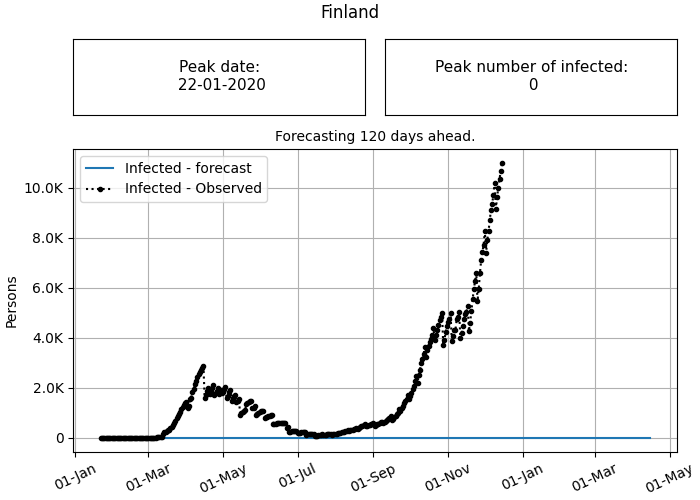 Finland
Peak date:
22-01-2020
Peak number of infected:
0
Forecasting 120 days ahead.
Infected - forecast
Infected - Observed
10.0K
8.0K
6.0K
4.0K
2.0K
0
Persons
01-Jan
01-Mar
01-May
01-Jul
01-Sep
01-Nov
01-Jan
01-Mar
01-May